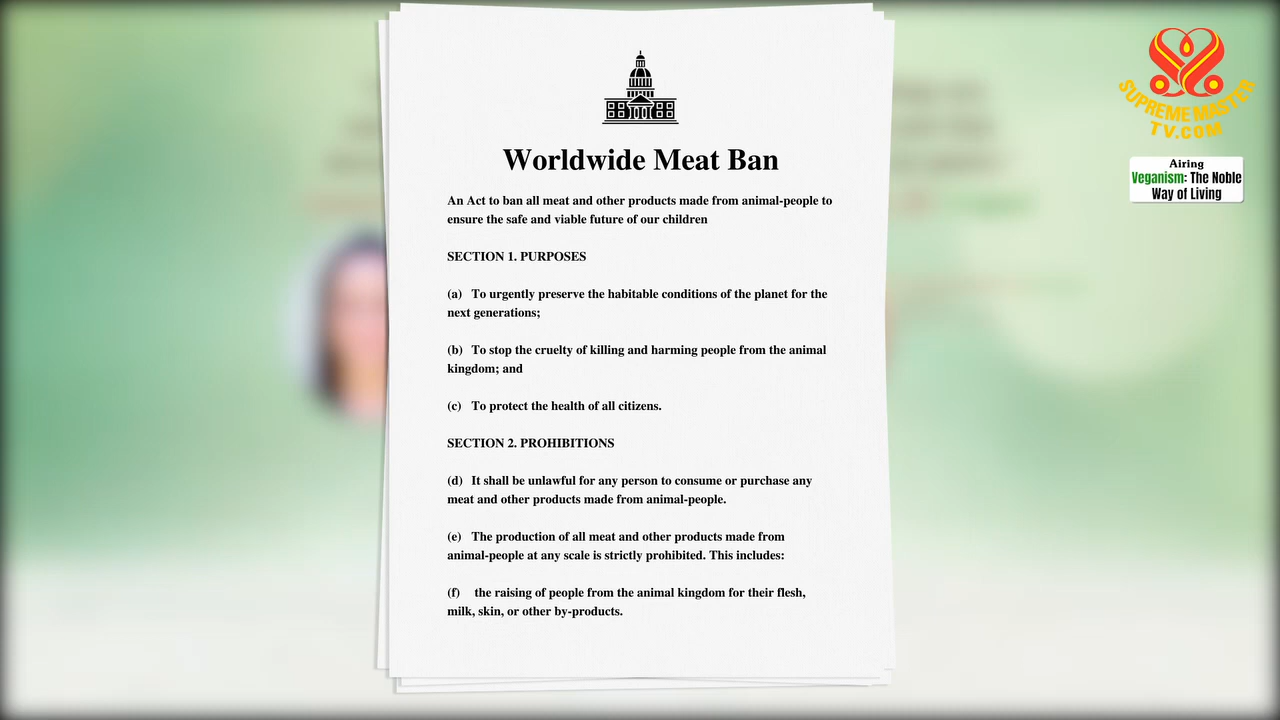 Worldwide Meat Ban
An Act to ban all meat and other products made from animal-people to
ensure the safe and viable future of our children
SECTION 1. PURPOSES
(a) To urgently preserve the habitable conditions of the planet for the
next generations;
(b) To stop the cruelty of killing and harming people from the animal
kingdom; and
(c) To protect the health of all citizens.
SECTION 2. PROHIBITIONS
(d) It shall be unlawful for any person to consume or purchase any
meat and other products made from animal-people.
(e) The production of all meat and other products made from
animal-people at any scale is strictly prohibited. This includes:
(f) the raising of people from the animal kingdom for their flesh,
milk, skin, or other by-products.
SUPREME MASTER
TV.COM
Airing
Veganism: The Noble
Way of Living